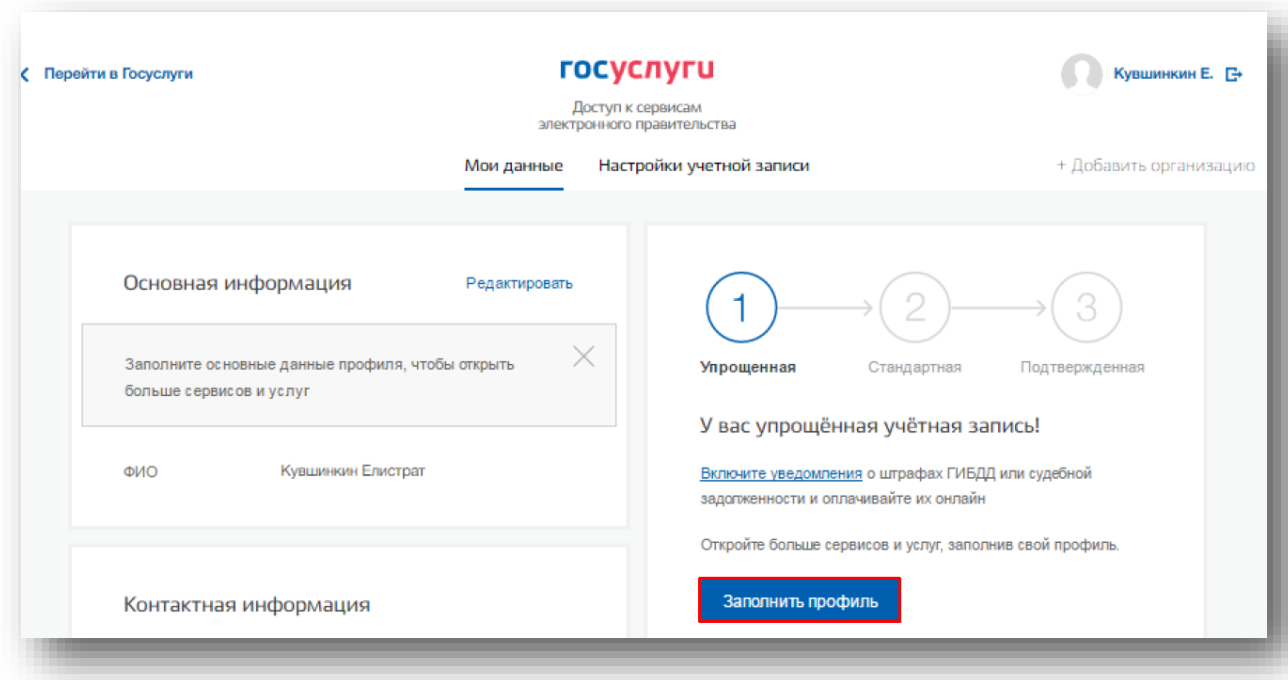 Перейти в Госуслуги
госуслуги
Кувшинкин Е.
Доступ к сервисам
электронного правительства
Мои данные
Настройки учетной записи
+ Добавить организацию
Основная информация
Редактировать
Заполните основные данные профиля, чтобы открыть
больше сервисов и услуг
ФИО
Кувшинкин Елистрат
Контактная информация
1
2
3
Упрощенная
Стандартная
Подтвержденная
У вас упрощённая учётная запись!
Включите уведомления о штрафах ГИБДД или судебной
задолженности и оплачивайте их онлайн
Откройте больше сервисов и услуг, заполнив свой профиль.
Заполнить профиль